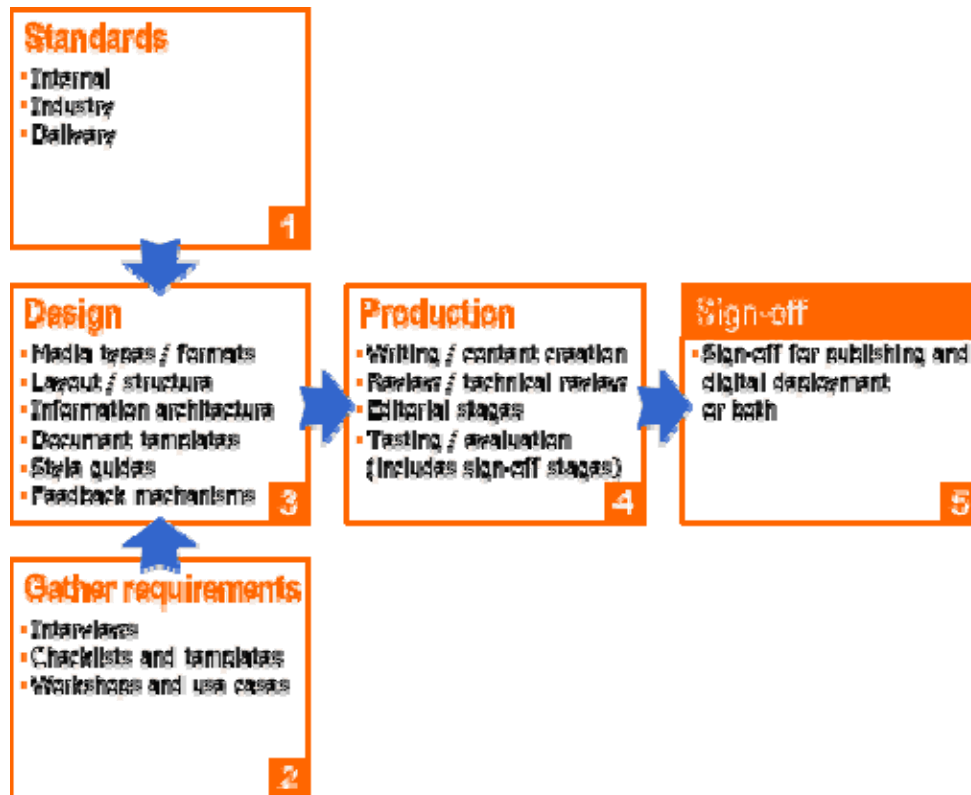 Standards
Internal
Industry
Delivery
1
Design
Media types / formats
Layout / structure
Information architecture
Document templates
Style guides
Feedback mechanisms
3
Production
Writing / content creation
Review / technical review
Editorial stages
Testing / evaluation
(includes sign-off stages)
4
Sign-off
Sign-off for publishing and
digital deployment
or both
5
Gather requirements
Interviews
Checklists and templates
Workshops and use cases
2